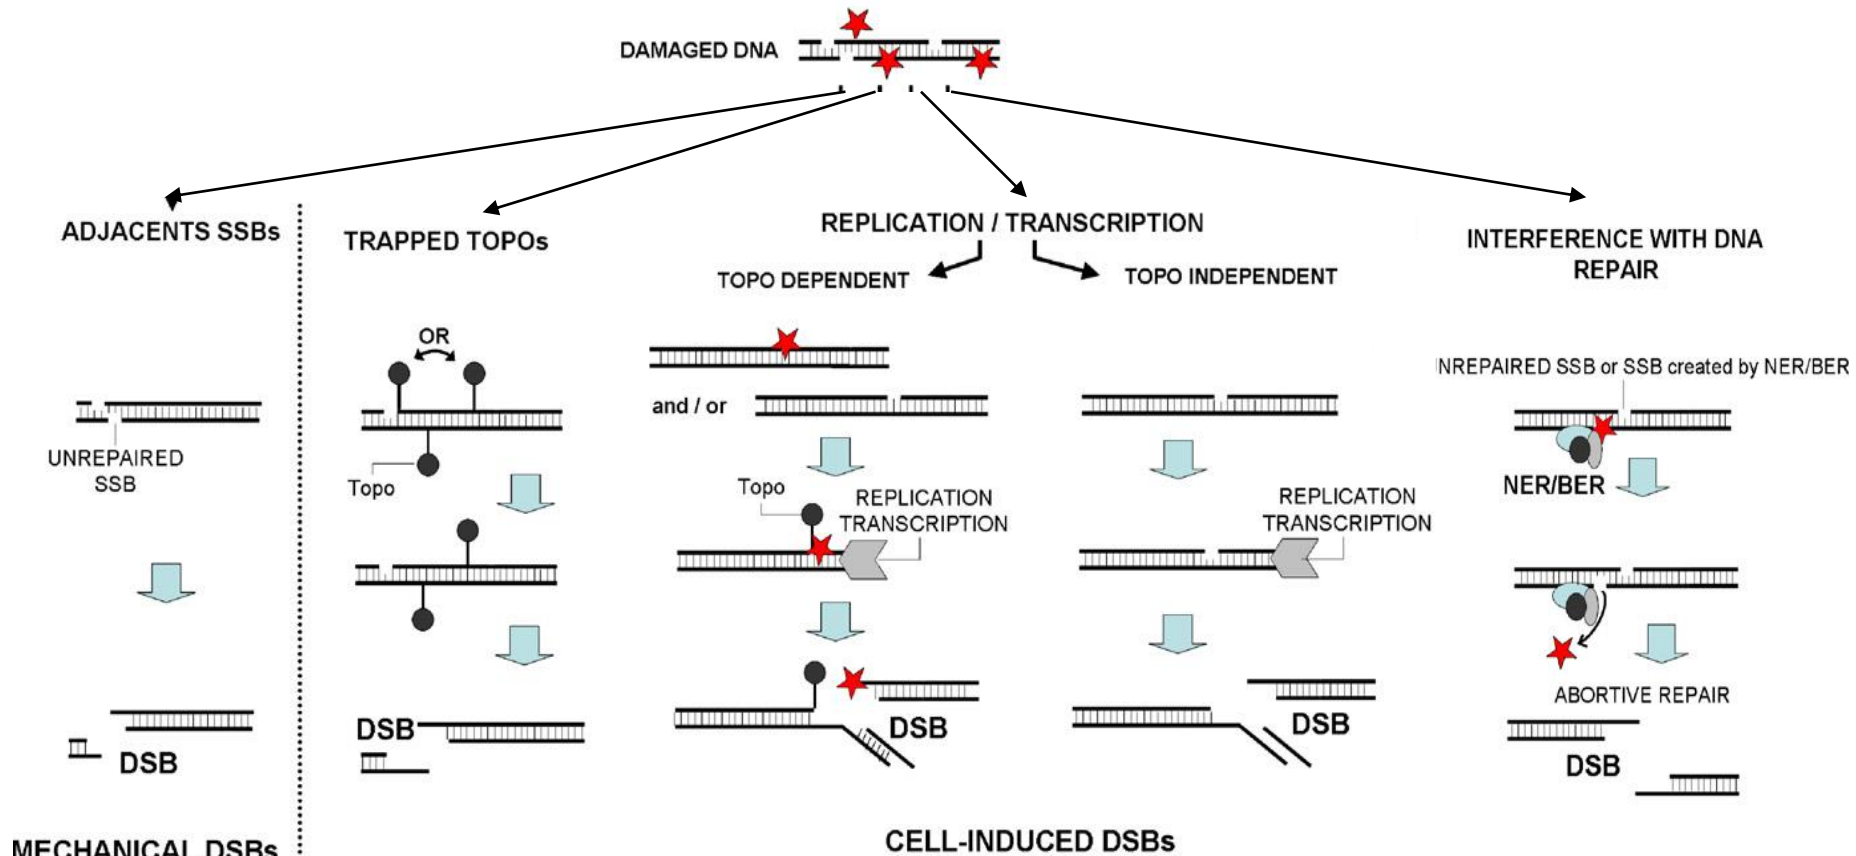 DAMAGED DNA
ADJACENTS SSBs
UNREPAIRED
SSB
DSB
MECHANICAL DSBs
TRAPPED TOPOs
OR
Topo
DSB
REPLICATION / TRANSCRIPTION
TOPO DEPENDENT
and / or
Topo
REPLICATION
TRANSCRIPTION
DSB
TOPO INDEPENDENT
REPLICATION
TRANSCRIPTION
DSB
INTERFERENCE WITH DNA
REPAIR
NREPAIRED SSB or SSB created by NER/BER
NER/BER
ABORTIVE REPAIR
DSB
CELL-INDUCED DSBs